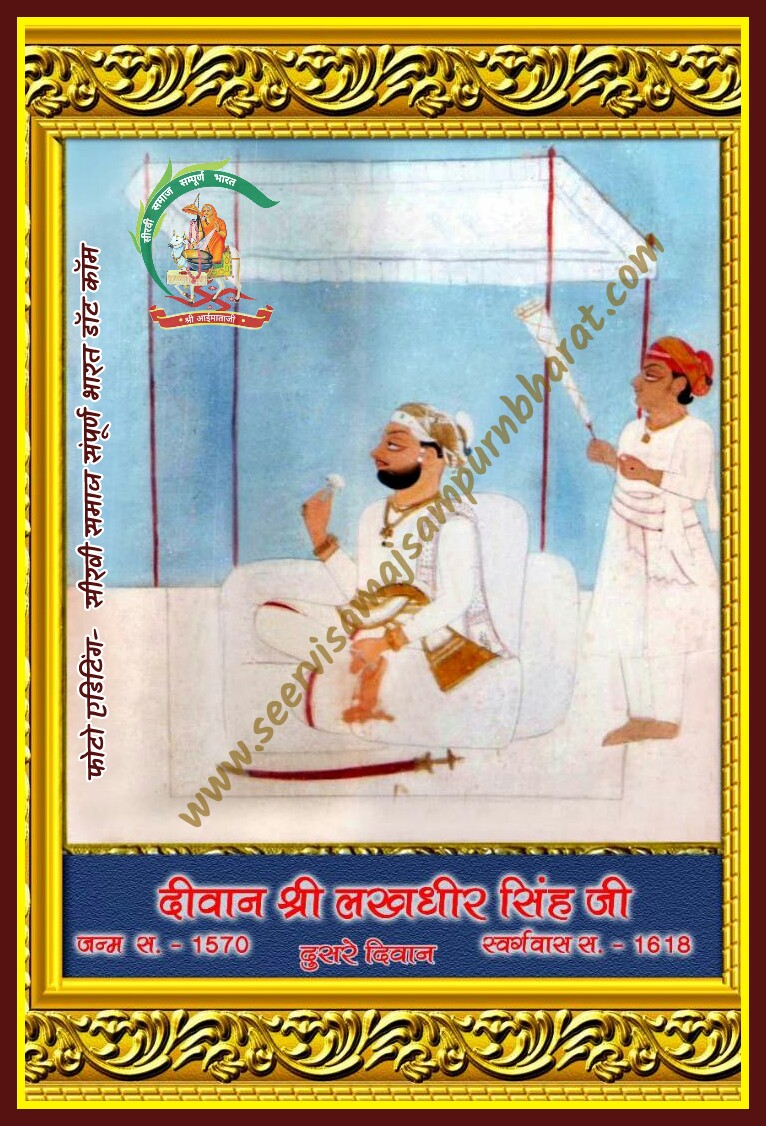 सीरवी समाज सम्पूर्ण भारत
श्री आईमाताजी
फोटो एडिटिंग- सीरवी समाज संपूर्ण भारत डॉट कॉम
www.seervisamajsampurnbharat.com
दीवान श्री लखधीर सिंह जी
जन्म स. - 1570
दुसरे दिवान
स्वर्गवास स. - 1618